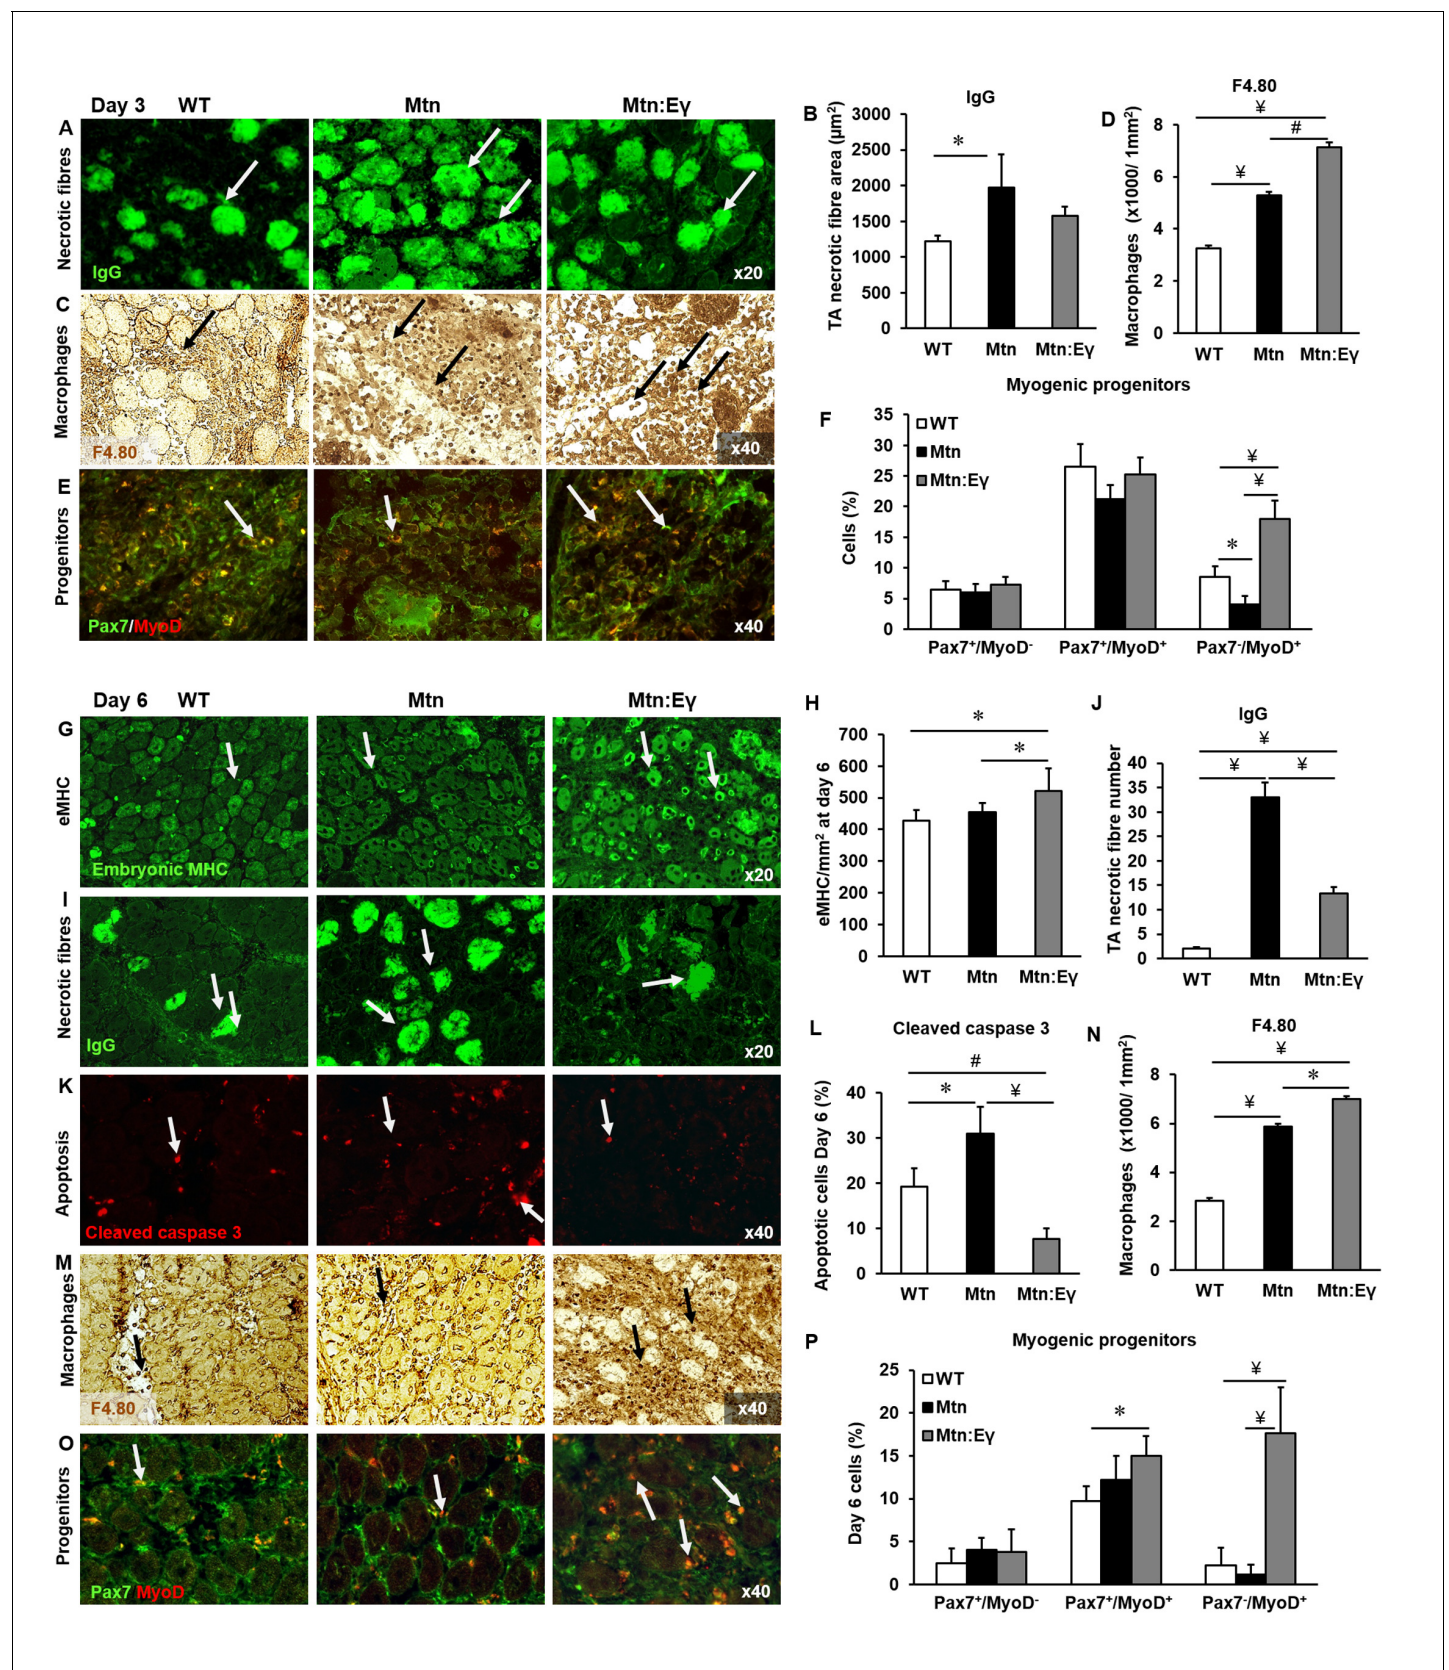 Day 3 WT Mtn Mtn:Eγ
A
Necrotic fibres
IgG
x20
B
IgG
TA necrotic fibre area (µm²)
3000
2500
2000
1500
1000
500
0
*
WT Mtn Mtn:Eγ
D
F4.80
Macrophages (x1000/ 1mm²)
8
6
4
2
0
¥
#
¥
WT Mtn Mtn:Eγ
C
Macrophages
F4.80
x40
E
Progenitors
Pax7/MyoD
x40
F
Myogenic progenitors
Cells (%)
35
30
25
20
15
10
5
0
WT
Mtn
Mtn:Eγ
¥
¥
*
Pax7⁺/MyoD⁻ Pax7⁺/MyoD⁺ Pax7⁻/MyoD⁺
Day 6 WT Mtn Mtn:Eγ
G
eMHC
Embryonic MHC
x20
H
eMHC/mm² at day 6
700
600
500
400
300
200
100
0
*
*
WT Mtn Mtn:Eγ
J
IgG
TA necrotic fibre number
40
35
30
25
20
15
10
5
0
¥
¥ ¥
WT Mtn Mtn:Eγ
I
Necrotic fibres
IgG
x20
K
Apoptosis
Cleaved caspase 3
x40
L
Cleaved caspase 3
Apoptotic cells Day 6 (%)
40
30
20
10
0
#
* ¥
WT Mtn Mtn:Eγ
N
F4.80
Macrophages (x1000/ 1mm²)
8
6
4
2
0
¥
*
¥
WT Mtn Mtn:Eγ
M
Macrophages
F4.80
x40
O
Progenitors
Pax7 MyoD
x40
P
Myogenic progenitors
Day 6 cells (%)
25
20
15
10
5
0
WT
Mtn
Mtn:Eγ
*
¥
¥
Pax7⁺/MyoD⁻ Pax7⁺/MyoD⁺ Pax7⁻/MyoD⁺